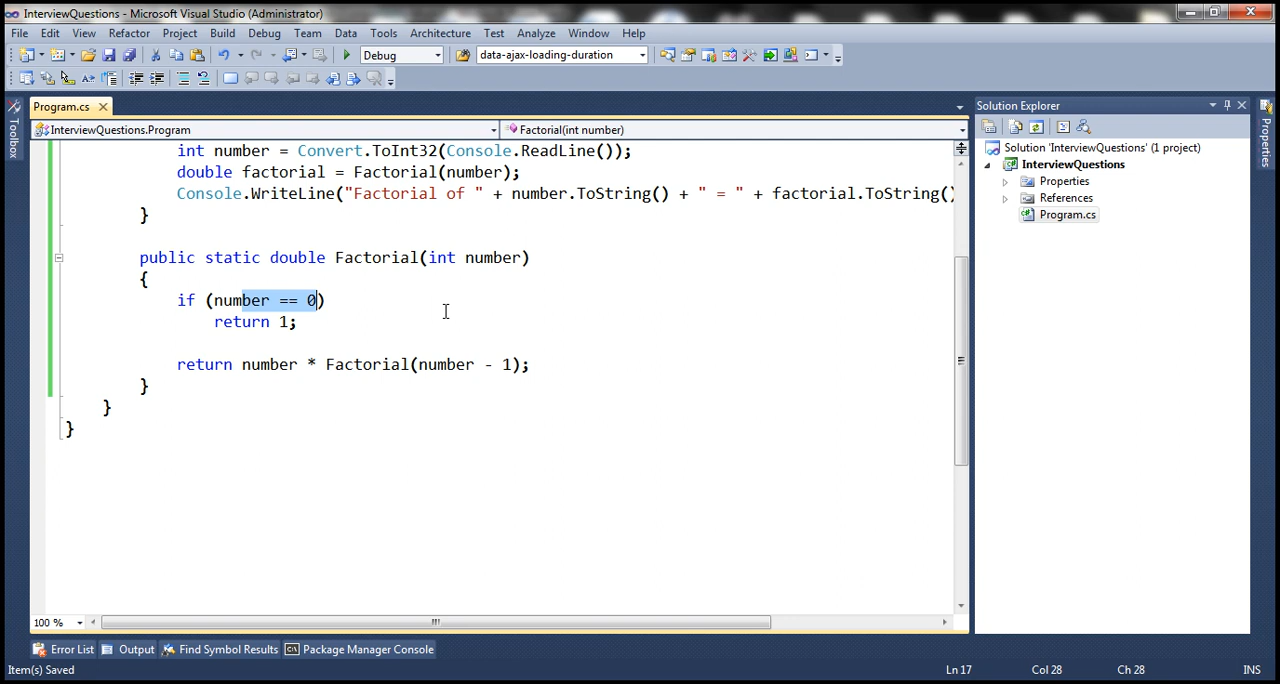 InterviewQuestions - Microsoft Visual Studio (Administrator)
File Edit View Refactor Project Build Debug Team Data Tools Architecture Test Analyze Window Help
Debug data-ajax-loading-duration
Program.cs
InterviewQuestions.Program Factorial(int number)
int number = Convert.ToInt32(Console.ReadLine());
double factorial = Factorial(number);
Console.WriteLine("Factorial of " + number.ToString() + " = " + factorial.ToString()
}
public static double Factorial(int number)
{
if (number == 0)
return 1;
return number * Factorial(number - 1);
}
}
}
100 %
Toolbox
Solution Explorer
Solution 'InterviewQuestions' (1 project)
InterviewQuestions
Properties
References
Program.cs
Properties
Error List Output Find Symbol Results Package Manager Console
Item(s) Saved Ln 17 Col 28 Ch 28 INS